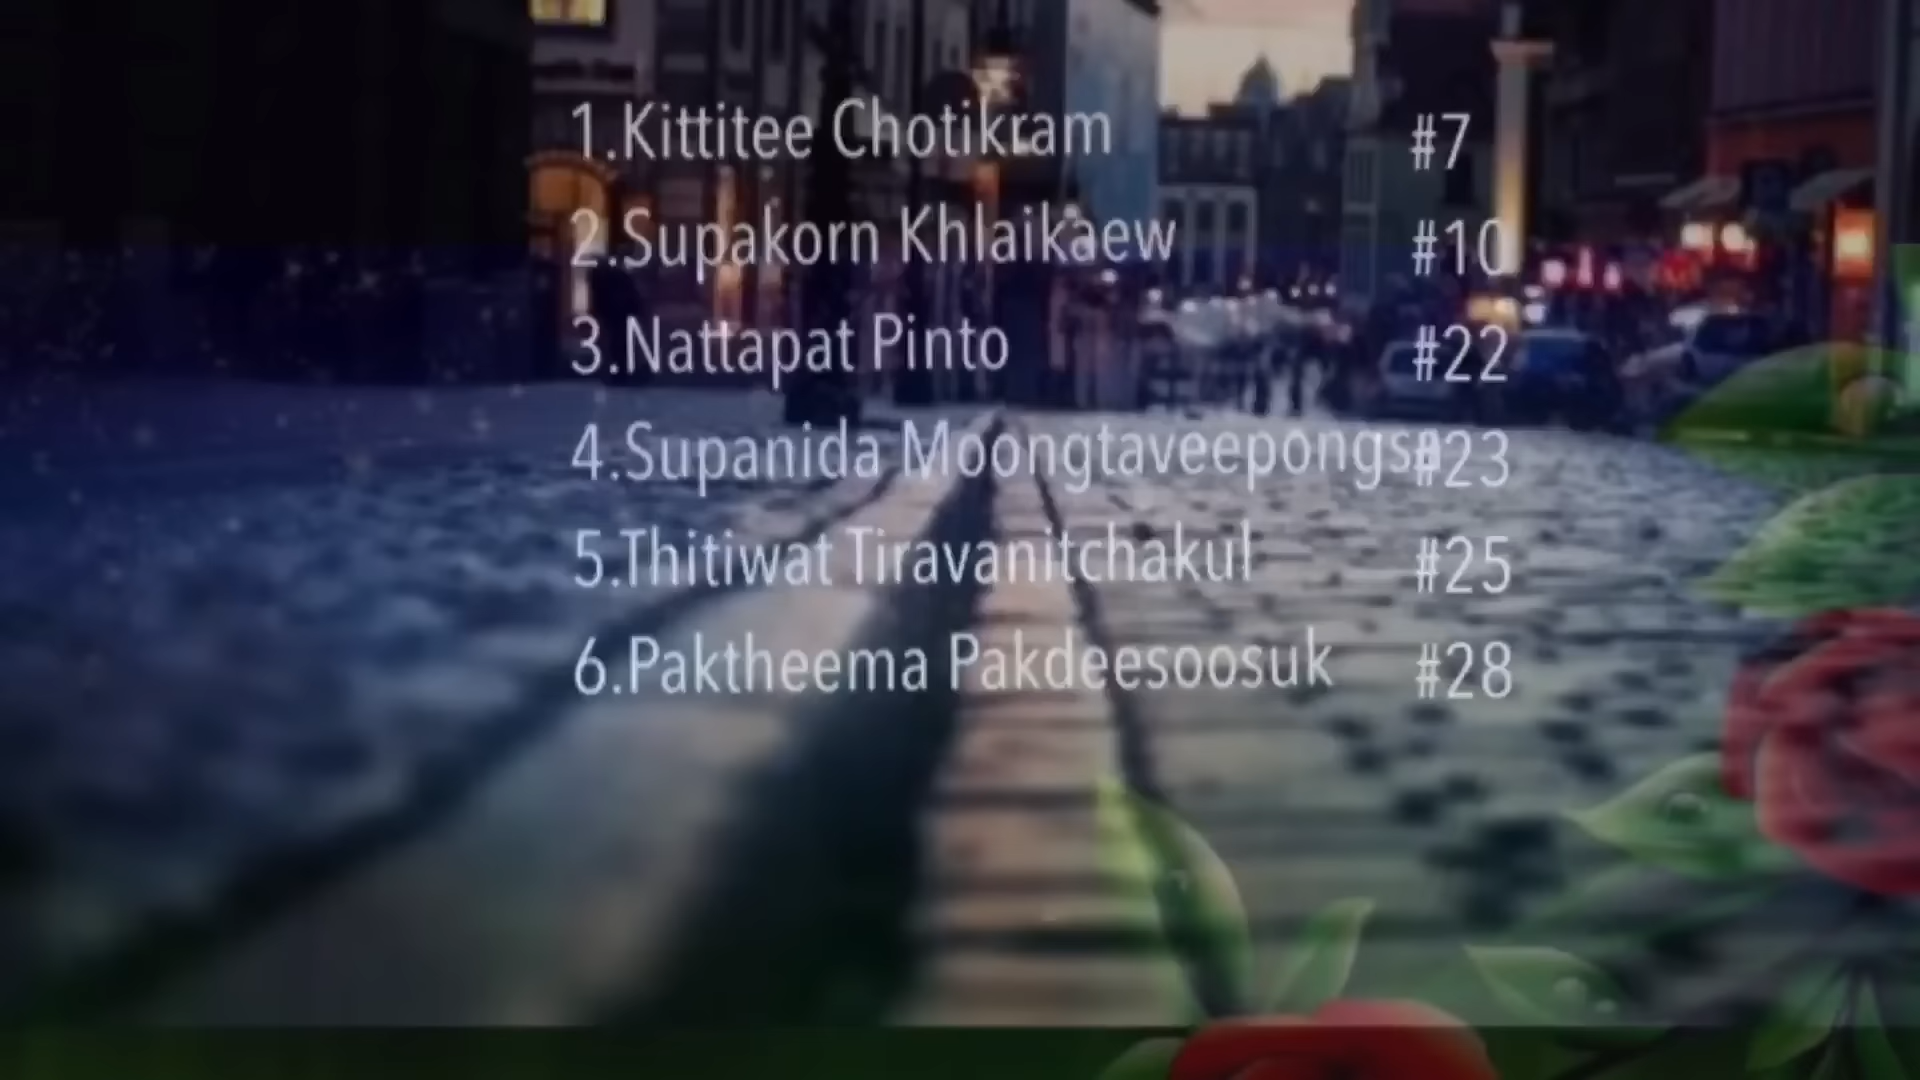 1.Kittitee Chotikram #7
2.Supakorn Khlaikaew #10
3.Nattapat Pinto #22
4.Supanida Moongtaveepongsa #23
5.Thitiwat Tiravanitchakul #25
6.Paktheema Pakdeesoosuk #28